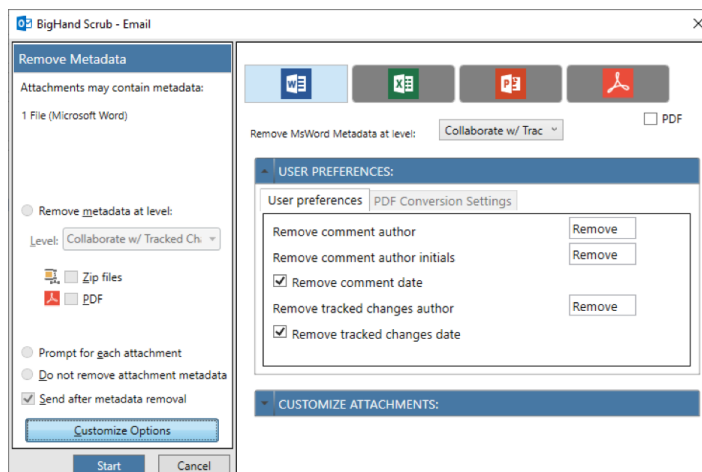 BigHand Scrub - Email
Remove Metadata
Attachments may contain metadata:
1 File (Microsoft Word)
Remove metadata at level:
Level: Collaborate w/ Tracked Ch
Zip files
PDF
Prompt for each attachment
Do not remove attachment metadata
Send after metadata removal
Customize Options
Start Cancel
PDF
Remove MsWord Metadata at level: Collaborate w/ Trac
USER PREFERENCES:
User preferences PDF Conversion Settings
Remove comment author Remove
Remove comment author initials Remove
Remove comment date
Remove tracked changes author Remove
Remove tracked changes date
CUSTOMIZE ATTACHMENTS: